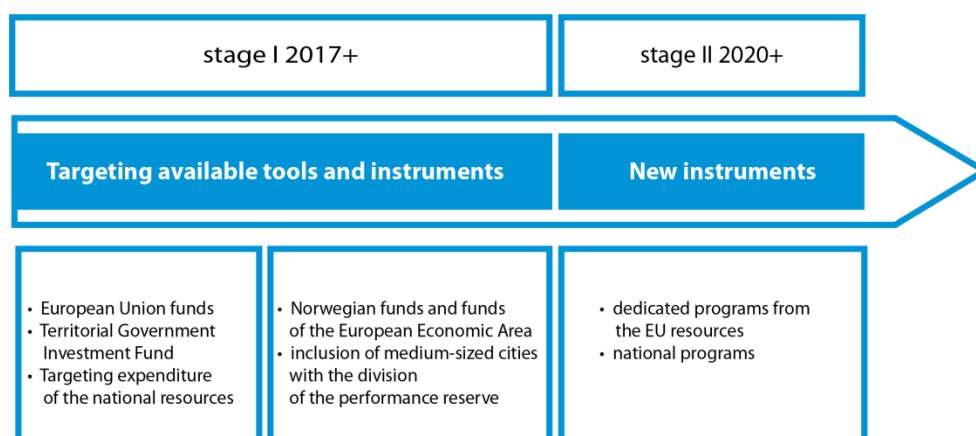 stage I 2017+
stage II 2020+
Targeting available tools and instruments
New instruments
• European Union funds
• Territorial Government
Investment Fund
• Targeting expenditure
of the national resources
• Norwegian funds and funds
of the European Economic Area
• inclusion of medium-sized cities
with the division
of the performance reserve
• dedicated programs from
the EU resources
• national programs